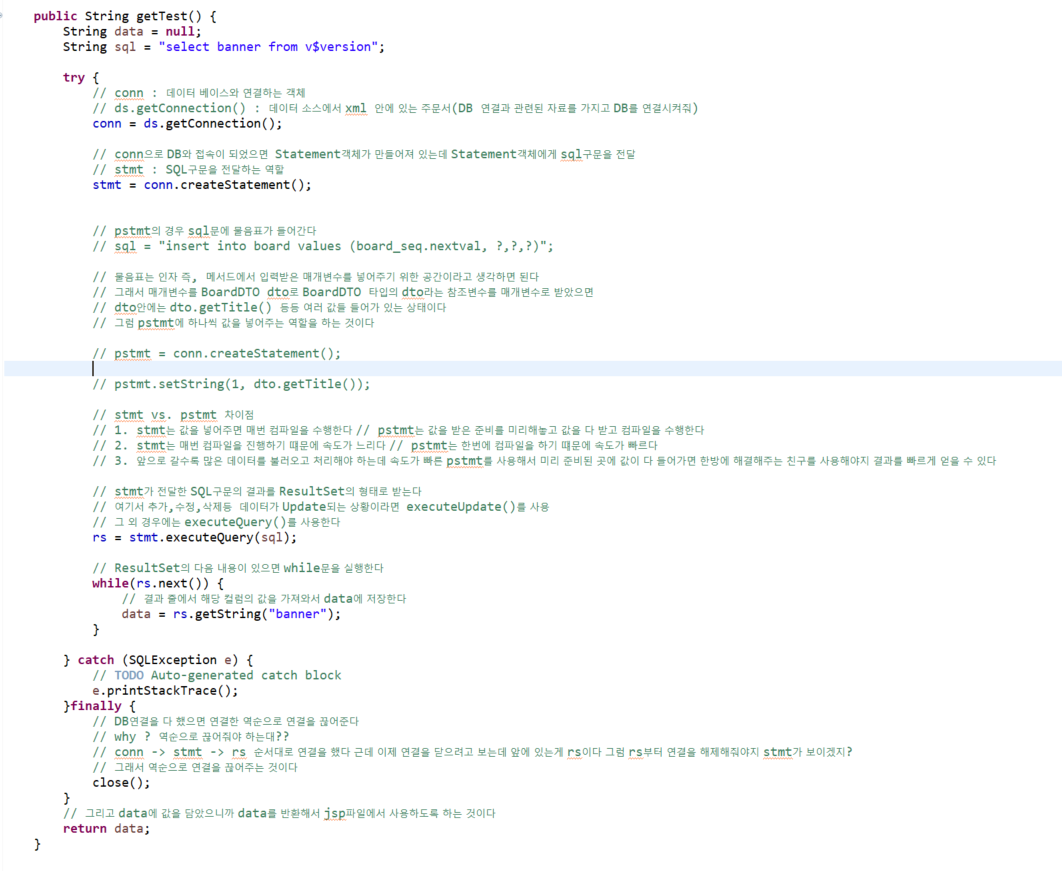 public String getTest() {
String data = null;
String sql = "select banner from v$version";
try {
// conn : 데이터 베이스와 연결하는 객체
// ds.getConnection() : 데이터 소스에서 xml 안에 있는 주문서(DB 연결과 관련된 자료를 가지고 DB를 연결시켜줘)
conn = ds.getConnection();
// conn으로 DB와 접속이 되었으면 Statement객체가 만들어져 있는데 Statement객체에게 sql구문을 전달
// stmt : SQL구문을 전달하는 역할
stmt = conn.createStatement();
// pstmt의 경우 sql문에 물음표가 들어간다
// sql = "insert into board values (board_seq.nextval, ?,?,?)";
// 물음표는 인자 즉, 메서드에서 입력받은 매개변수를 넣어주기 위한 공간이라고 생각하면 된다
// 그래서 매개변수를 BoardDTO dto로 BoardDTO 타입의 dto라는 참조변수를 매개변수로 받았으면
// dto안에는 dto.getTitle() 등등 여러 값들 들어가 있는 상태이다
// 그럼 pstmt에 하나씩 값을 넣어주는 역할을 하는 것이다
// pstmt = conn.createStatement();
// pstmt.setString(1, dto.getTitle());
// stmt vs. pstmt 차이점
// 1. stmt는 값을 넣어주면 매번 컴파일을 수행한다 // pstmt는 값을 받은 준비를 미리해놓고 값을 다 받고 컴파일을 수행한다
// 2. stmt는 매번 컴파일을 진행하기 때문에 속도가 느리다 // pstmt는 한번에 컴파일을 하기 떄문에 속도가 빠르다
// 3. 앞으로 갈수록 많은 데이터를 불러오고 처리해야 하는데 속도가 빠른 pstmt를 사용해서 미리 준비된 곳에 값이 다 들어가면 한방에 해결해주는 친구를 사용해야지 결과를 빠르게 얻을 수 있다
// stmt가 전달한 SQL구문의 결과를 ResultSet의 형태로 받는다
// 여기서 추가,수정,삭제등 데이터가 Update되는 상황이라면 executeUpdate()를 사용
// 그 외 경우에는 executeQuery()를 사용한다
rs = stmt.executeQuery(sql);
// ResultSet의 다음 내용이 있으면 while문을 실행한다
while(rs.next()) {
// 결과 줄에서 해당 컬럼의 값을 가져와서 data에 저장한다
data = rs.getString("banner");
}
} catch (SQLException e) {
// TODO Auto-generated catch block
e.printStackTrace();
}finally {
// DB연결을 다 했으면 연결한 역순으로 연결을 끊어준다
// why ? 역순으로 끊어줘야 하는대??
// conn -> stmt -> rs 순서대로 연결을 했다 근데 이제 연결을 닫으려고 보는데 앞에 있는게 rs이다 그럼 rs부터 연결을 해제해줘야지 stmt가 보이겠지?
// 그래서 역순으로 연결을 끊어주는 것이다
close();
}
// 그리고 data에 값을 담았으니까 data를 반환해서 jsp파일에서 사용하도록 하는 것이다
return data;
}